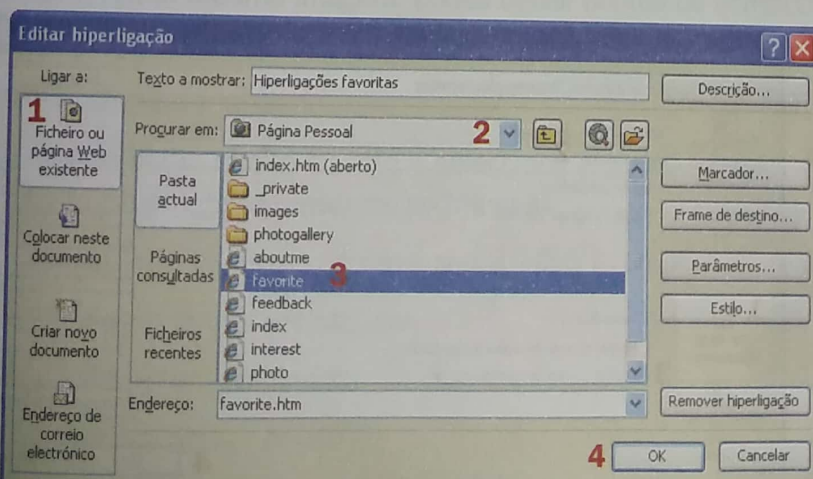 Editar hiperligação
Ligar a:
Texto a mostrar: Hiperligações favoritas
Descrição...
1
Ficheiro ou
página Web
existente
Procurar em: Página Pessoal 2
Pasta
actual
index.htm (aberto)
_private
images
photogallery
aboutme
favorite 3
feedback
index
interest
photo
Marcador...
Frame de destino...
Parâmetros...
Estilo...
Colocar neste
documento
Páginas
consultadas
Criar novo
documento
Ficheiros
recentes
Endereço de
correio
electrónico
Endereço: favorite.htm
Remover hiperligação
4 OK
Cancelar